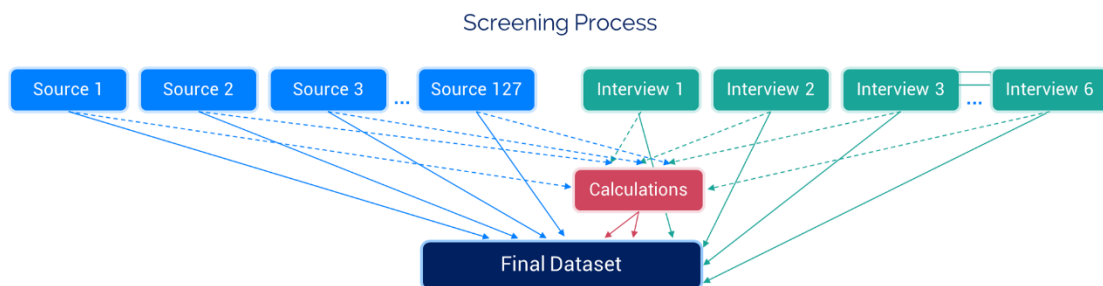 Screening Process
Source 1 Source 2 Source 3 ... Source 127 Interview 1 Interview 2 Interview 3 ... Interview 6
Calculations
Final Dataset